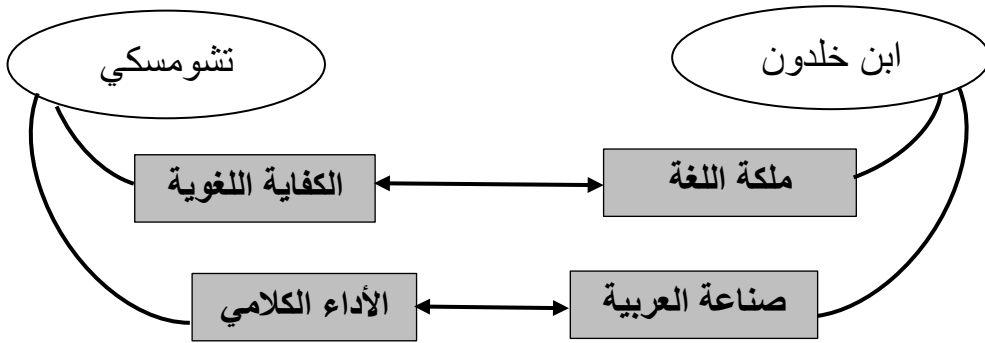 ابن خلدون
تشومسكي
ملكة اللغة
الكفاية اللغوية
صناعة العربية
الأداء الكلامي